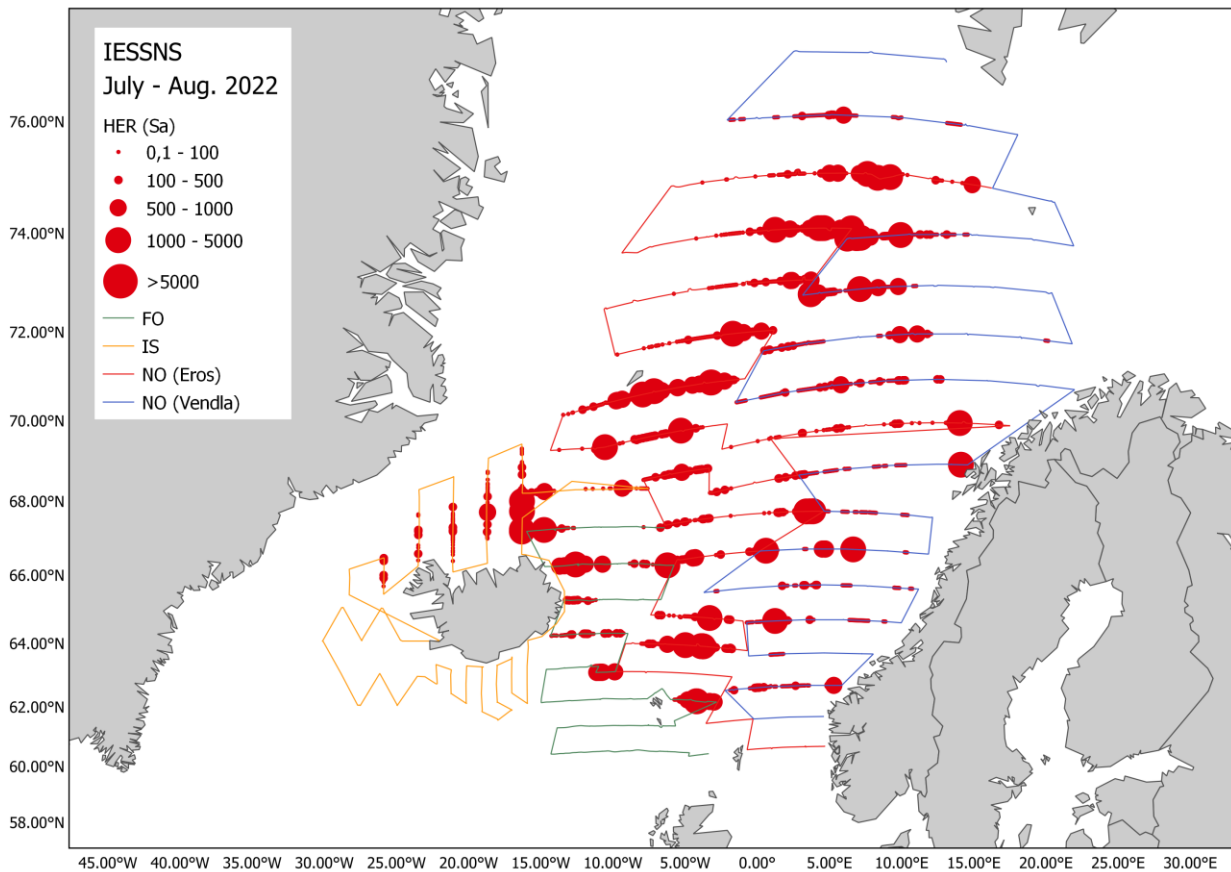 IESSNS
July - Aug. 2022
HER (Sa)
0,1 - 100
100 - 500
500 - 1000
1000 - 5000
>5000
FO
IS
NO (Eros)
NO (Vendla)
76.00°N
74.00°N
72.00°N
70.00°N
68.00°N
66.00°N
64.00°N
62.00°N
60.00°N
58.00°N
45.00°W 40.00°W 35.00°W 30.00°W 25.00°W 20.00°W 15.00°W 10.00°W 5.00°W 0.00° 5.00°E 10.00°E 15.00°E 20.00°E 25.00°E 30.00°E